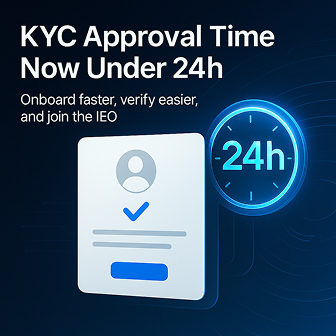 KYC Approval Time
Now Under 24h
Onboard faster, verify easier,
and join the IEO
24h